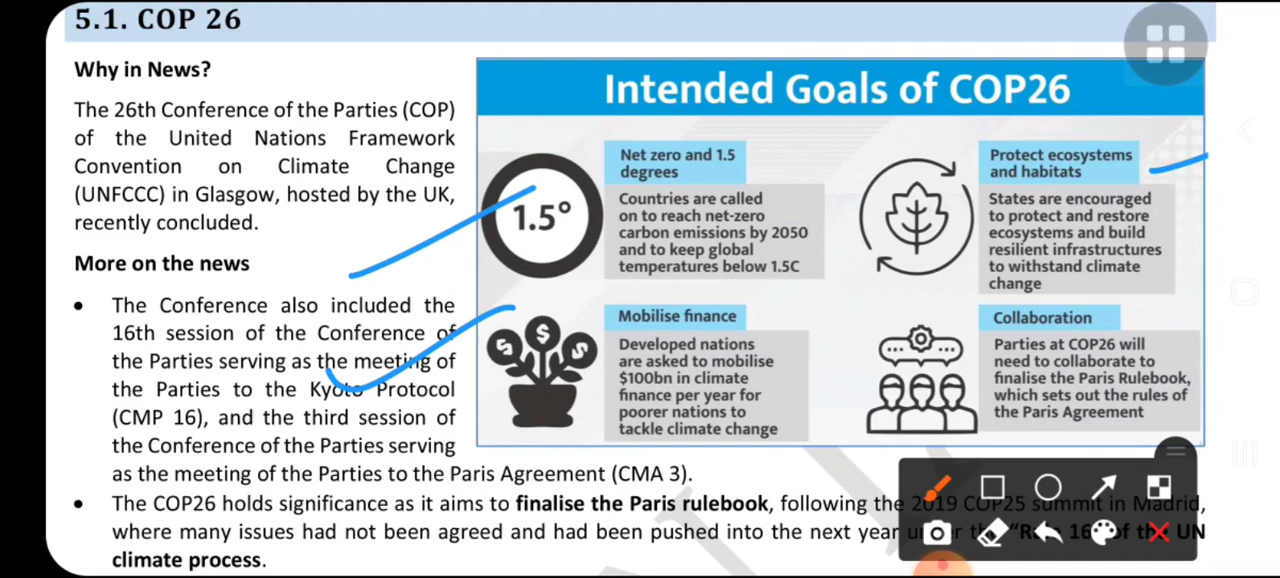 5.1. COP 26
Why in News?
The 26th Conference of the Parties (COP)
of the United Nations Framework
Convention on Climate Change
(UNFCCC) in Glasgow, hosted by the UK,
recently concluded.
More on the news
• The Conference also included the
16th session of the Conference of
the Parties serving as the meeting of
the Parties to the Kyoto Protocol
(CMP 16), and the third session of
the Conference of the Parties serving
as the meeting of the Parties to the Paris Agreement (CMA 3).
• The COP26 holds significance as it aims to finalise the Paris rulebook, following the 2019 COP25 summit in Madrid,
where many issues had not been agreed and had been pushed into the next year the 16 of the UN
climate process.
Intended Goals of COP26
1.5°
Net zero and 1.5
degrees
Countries are called
on to reach net-zero
carbon emissions by 2050
and to keep global
temperatures below 1.5C
Protect ecosystems
and habitats
States are encouraged
to protect and restore
ecosystems and build
resilient infrastructures
to withstand climate
change
$ $ $
Mobilise finance
Developed nations
are asked to mobilise
$100bn in climate
finance per year for
poorer nations to
tackle climate change
Collaboration
Parties at COP26 will
need to collaborate to
finalise the Paris Rulebook,
which sets out the rules of
the Paris Agreement